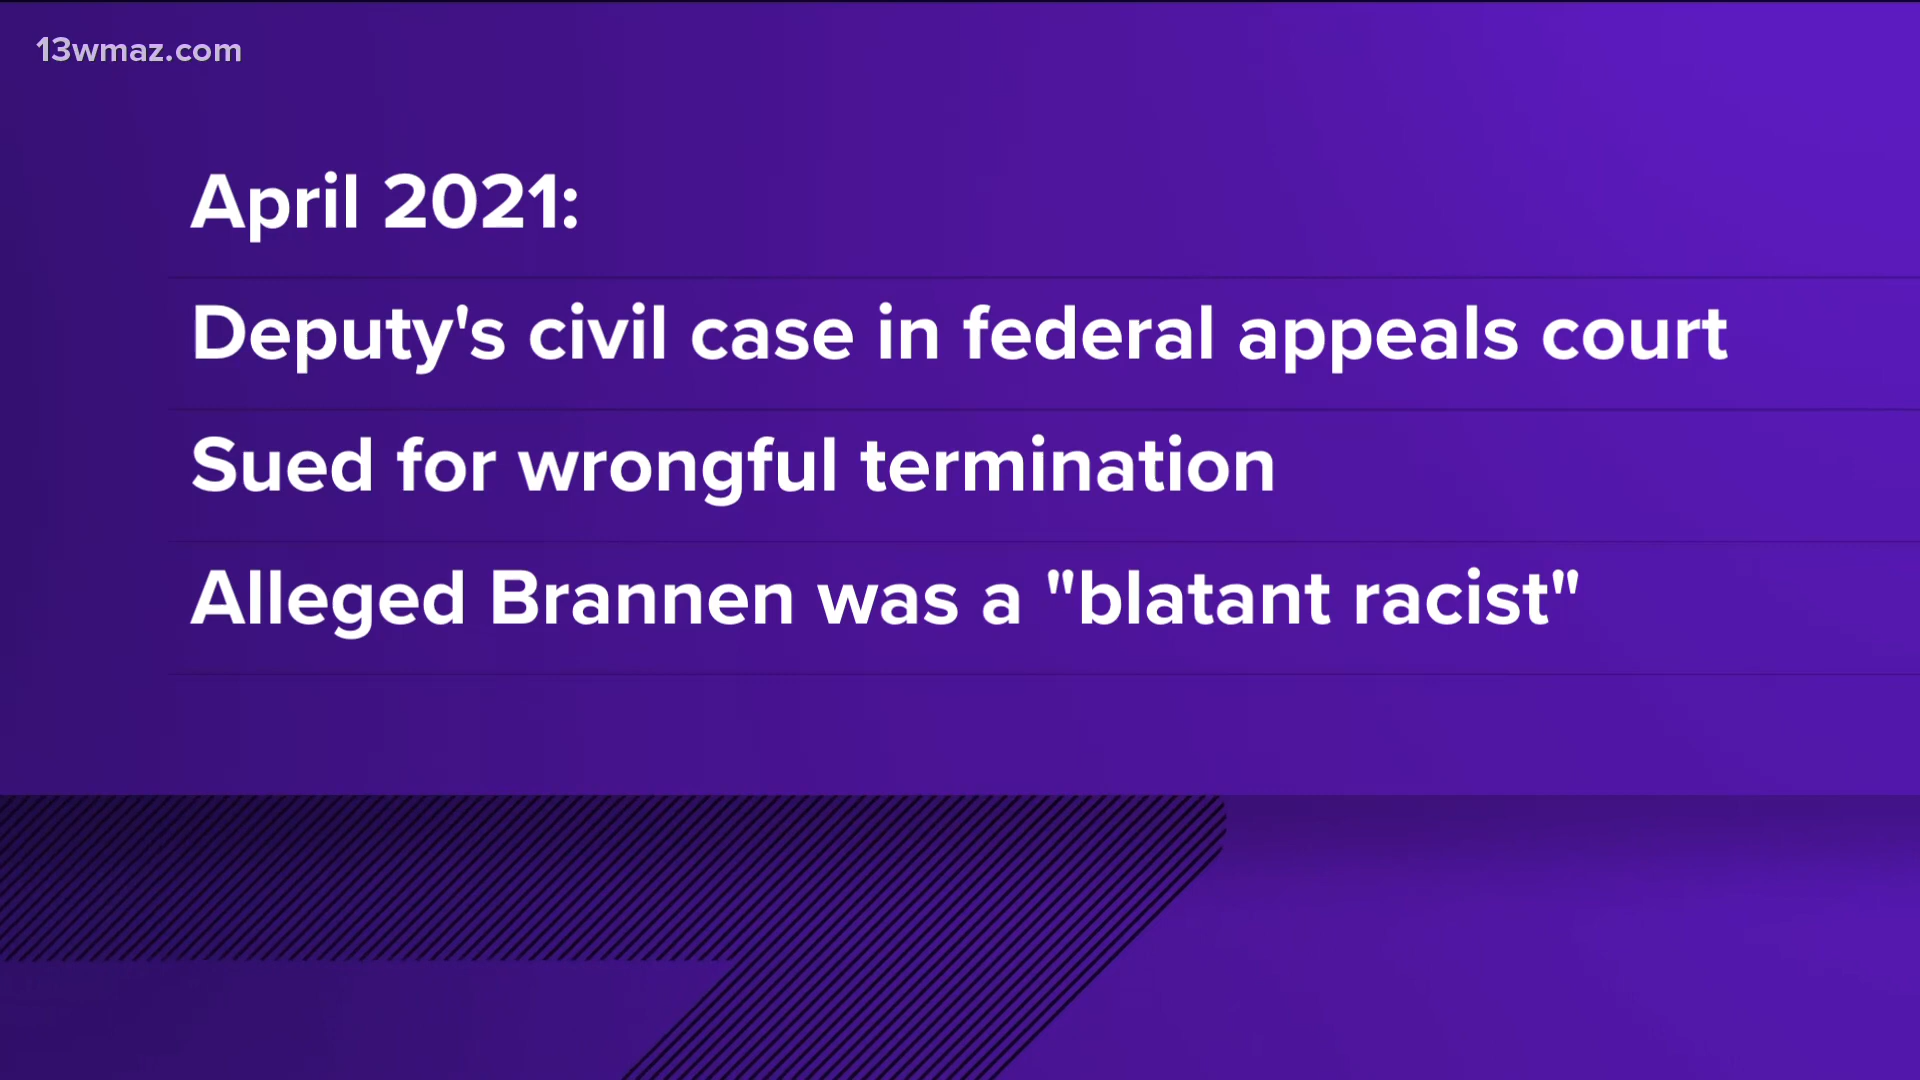 13wmaz.com
April 2021:
Deputy's civil case in federal appeals court
Sued for wrongful termination
Alleged Brannen was a "blatant racist"